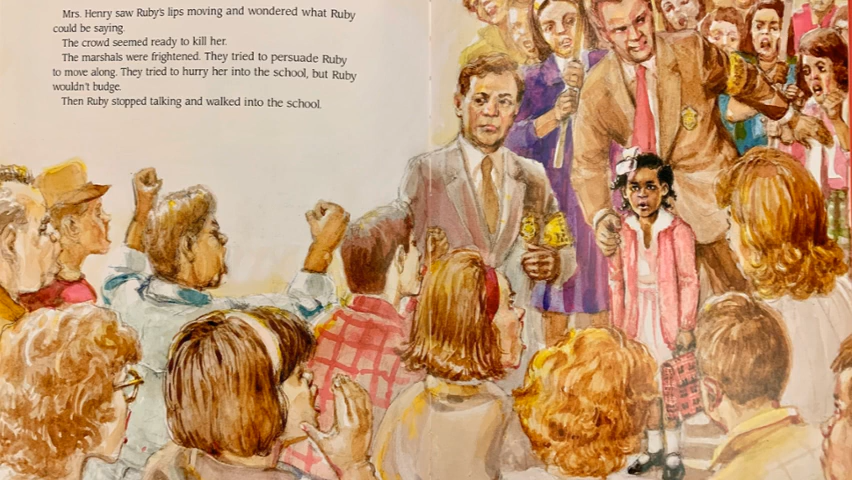 Mrs. Henry saw Ruby's lips moving and wondered what Ruby
could be saying.
The crowd seemed ready to kill her.
The marshals were frightened. They tried to persuade Ruby
to move along. They tried to hurry her into the school, but Ruby
wouldn't budge.
Then Ruby stopped talking and walked into the school.